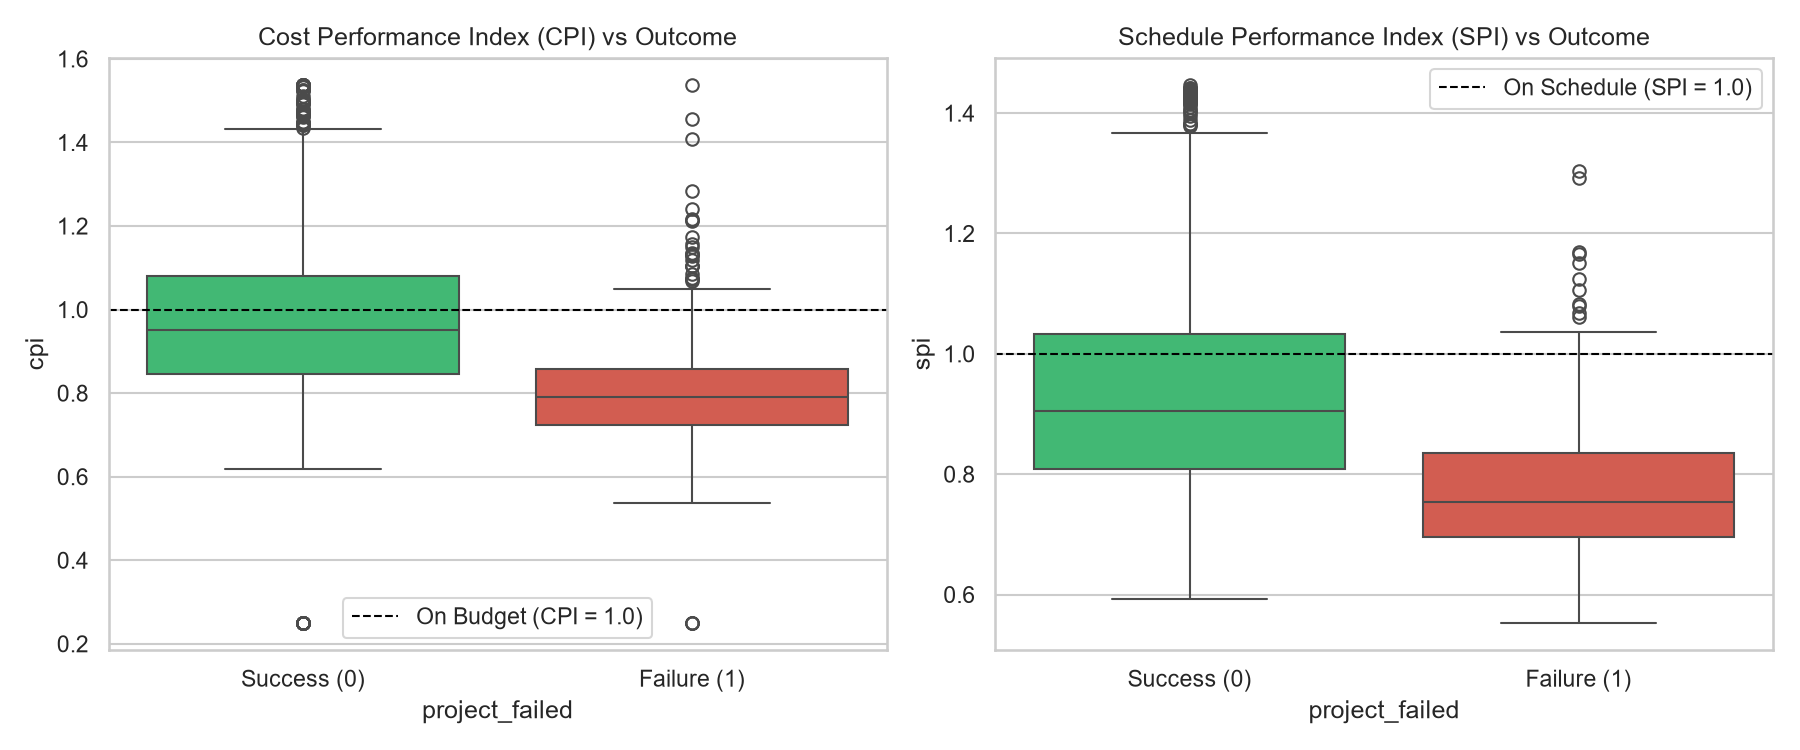 Cost Performance Index (CPI) vs Outcome
1.6
1.4
1.2
1.0
0.8
0.6
0.4
0.2
cpi
On Budget (CPI = 1.0)
Success (0)
Failure (1)
project_failed
Schedule Performance Index (SPI) vs Outcome
On Schedule (SPI = 1.0)
1.4
1.2
1.0
0.8
0.6
spi
Success (0)
Failure (1)
project_failed